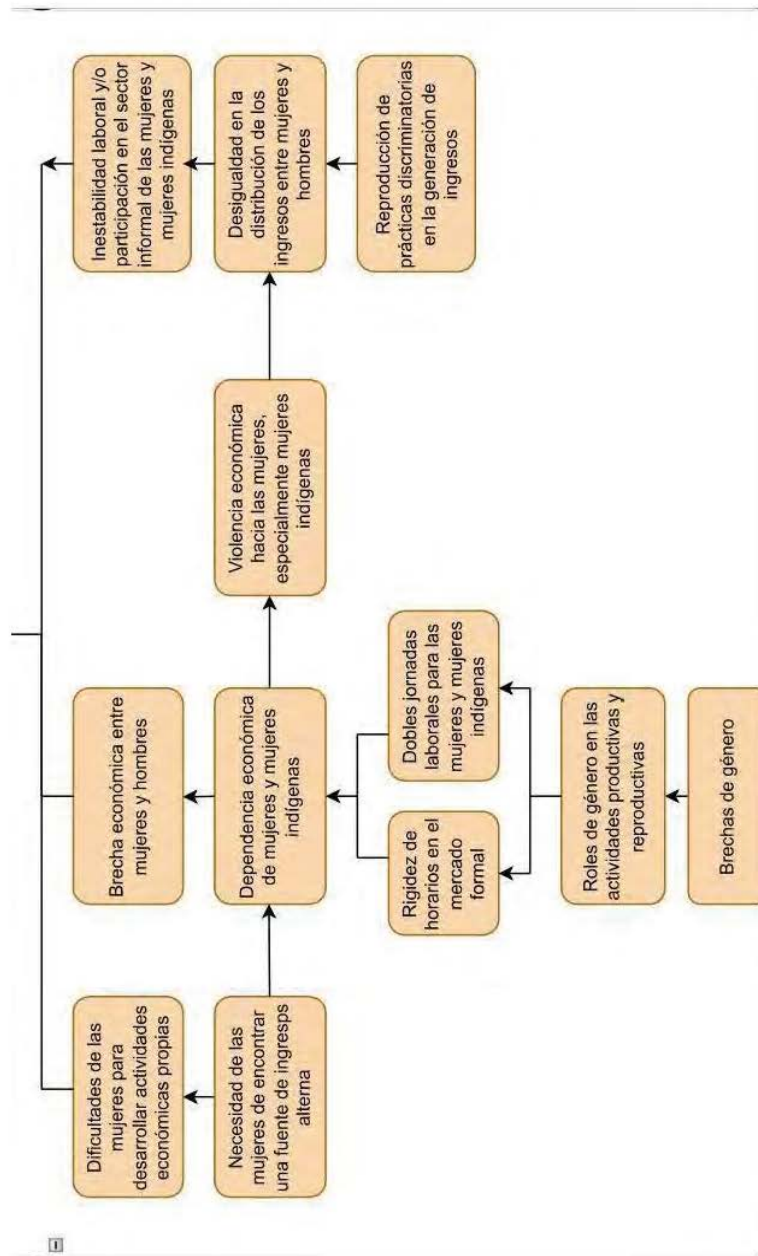 Dificultades de las
mujeres para
desarrollar actividades
económicas propias
Brecha económica entre
mujeres y hombres
Inestabilidad laboral y/o
participación en el sector
informal de las mujeres y
mujeres indígenas
Necesidad de las
mujeres de encontrar
una fuente de ingresps
alterna
Dependencia económica
de mujeres y mujeres
indígenas
Violencia económica
hacia las mujeres,
especialmente mujeres
indígenas
Desigualdad en la
distribución de los
ingresos entre mujeres y
hombres
Rigidez de
horarios en el
mercado
formal
Dobles jornadas
laborales para las
mujeres y mujeres
indígenas
Reproducción de
prácticas discriminatorias
en la generación de
ingresos
Roles de género en las
actividades productivas y
reproductivas
Brechas de género